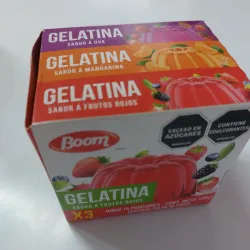 GELATINA
SABOR A UVA
GELATINA
SABOR A MANDARINA
GELATINA
SABOR A FRUTOS ROJOS
Boom
EXCESO EN
AZÚCARES
CONTIENE
EDULCORANTES
GELATINA
SABOR A FRUTOS ROJOS
X3